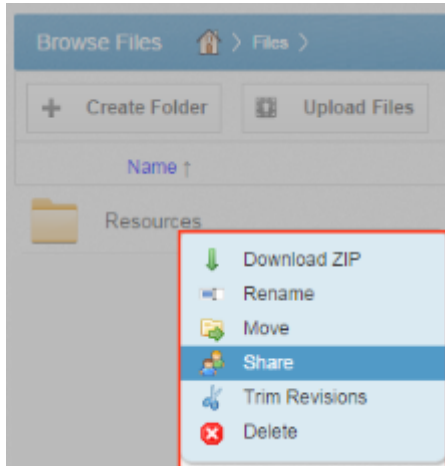 Browse Files 〉 Files 〉
+ Create Folder Upload Files
Name ↑
Resources
Download ZIP
Rename
Move
Share
Trim Revisions
Delete